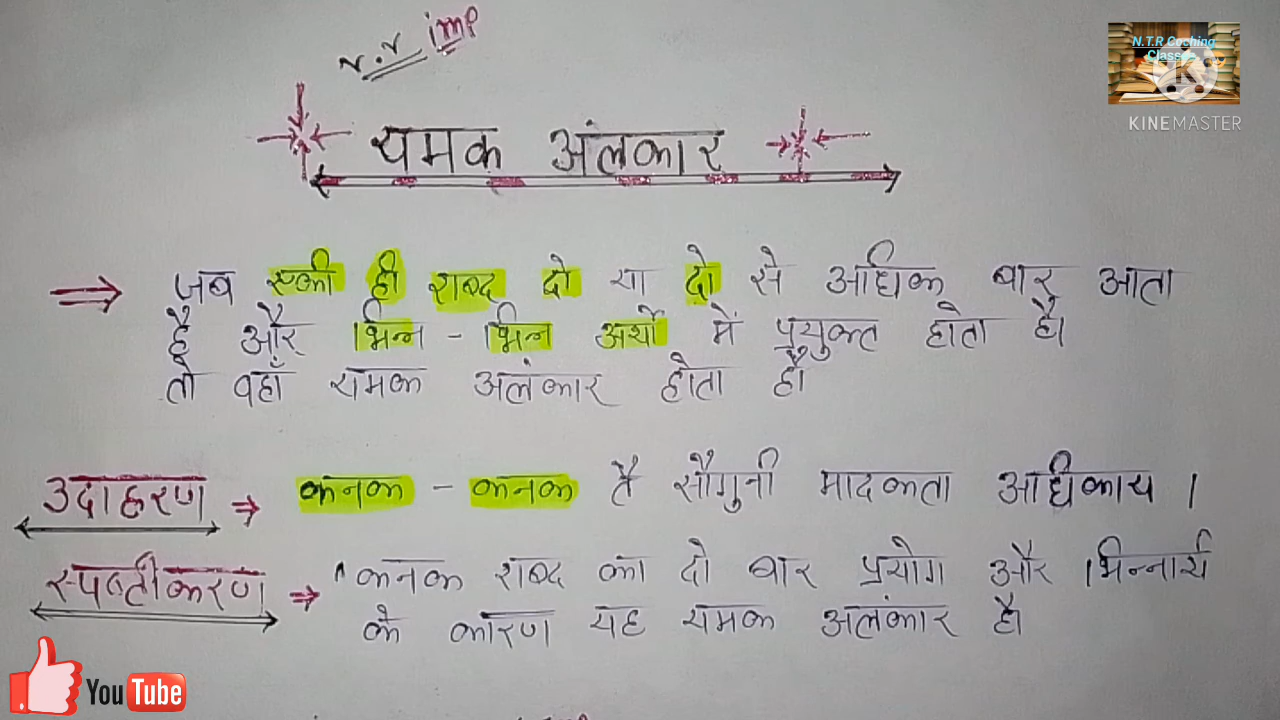 v.v imp
N.T.R Coching
Classes
KINEMASTER
यमक अंलकार
जब एकी ही शब्द दो या दो से अधिक बार आता
है और भिन्न - भिन्न अर्थो में प्रयुक्त होता है।
तो वहाँ यमक अलंकार होता है
उदाहरण कनक - कनक तै सौगुनी मादकता अधिकाय ।
स्पष्टीकरण ' कनक शब्द का दो बार प्रयोग और भिन्नार्थ
के कारण यह यमक अलंकार है।
YouTube